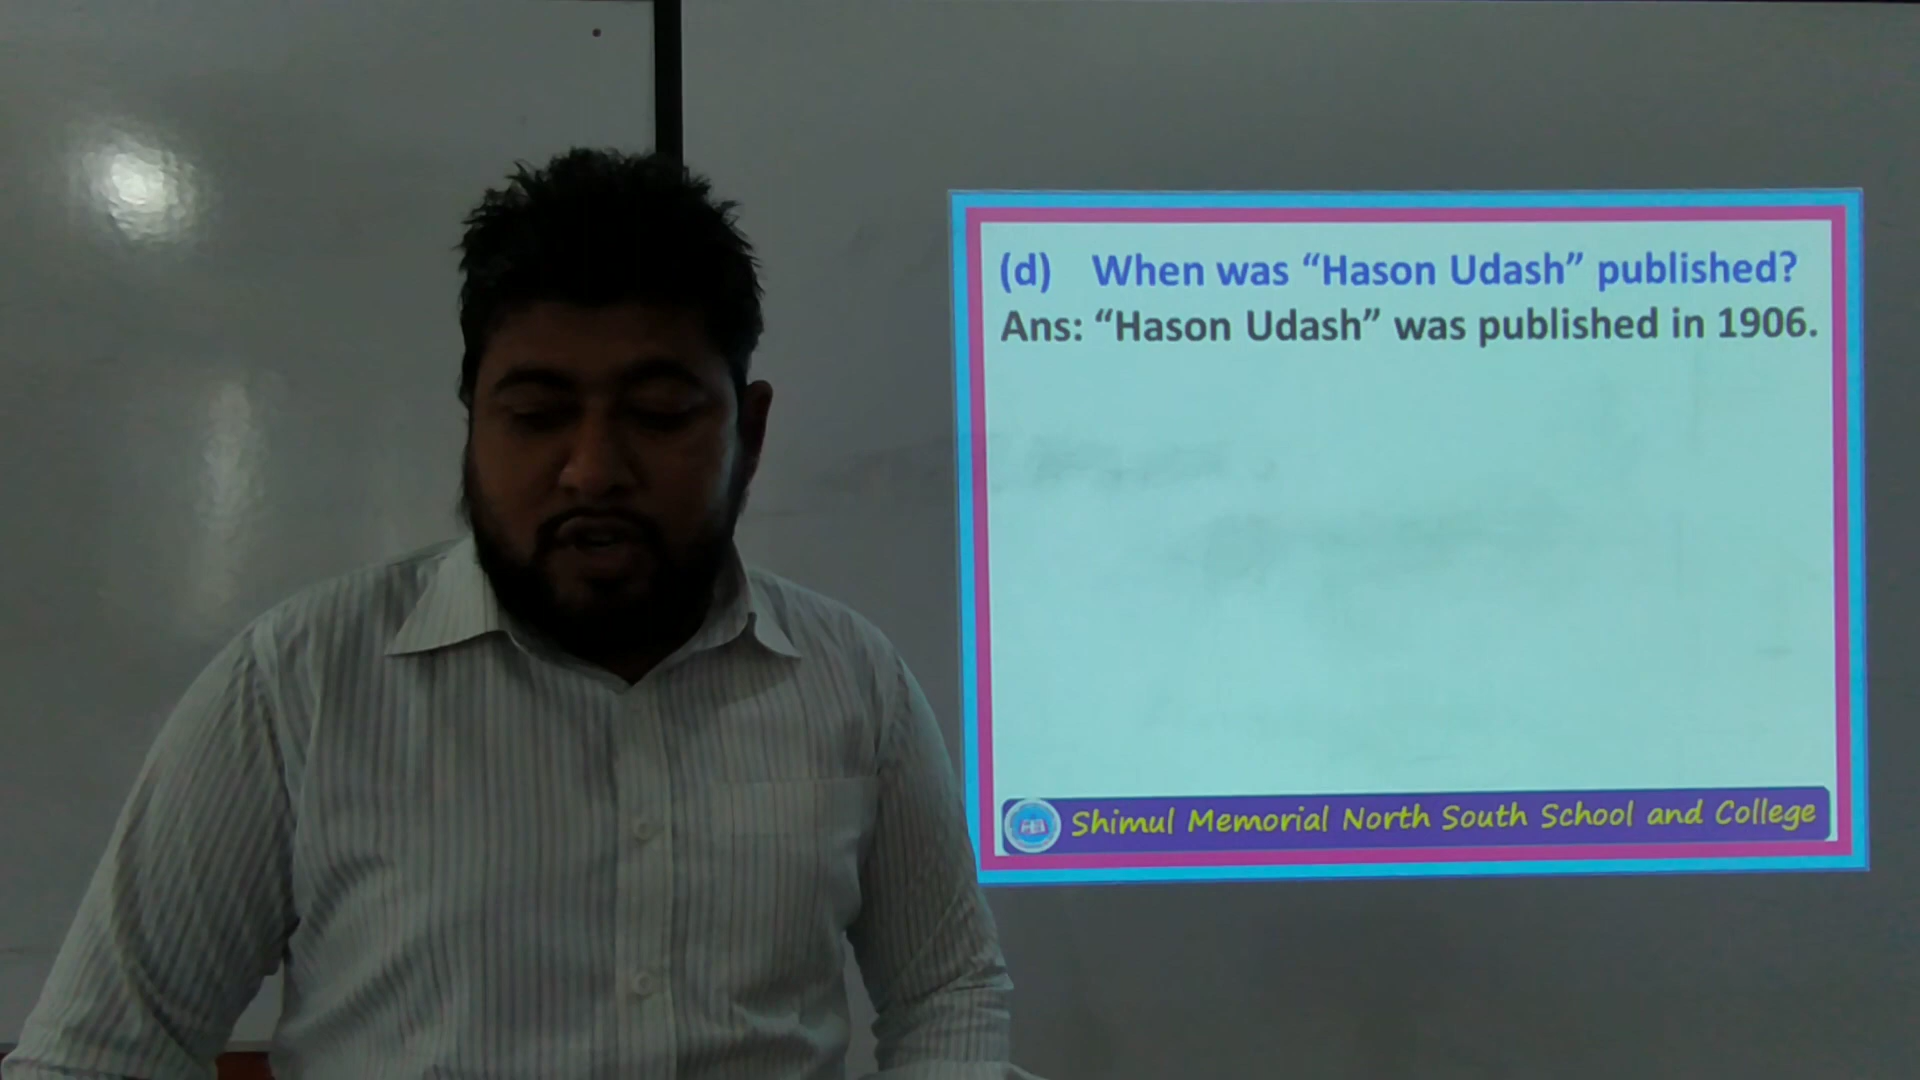 (d) When was “Hason Udash” published?
Ans: “Hason Udash” was published in 1906.
Shimul Memorial North South School and College